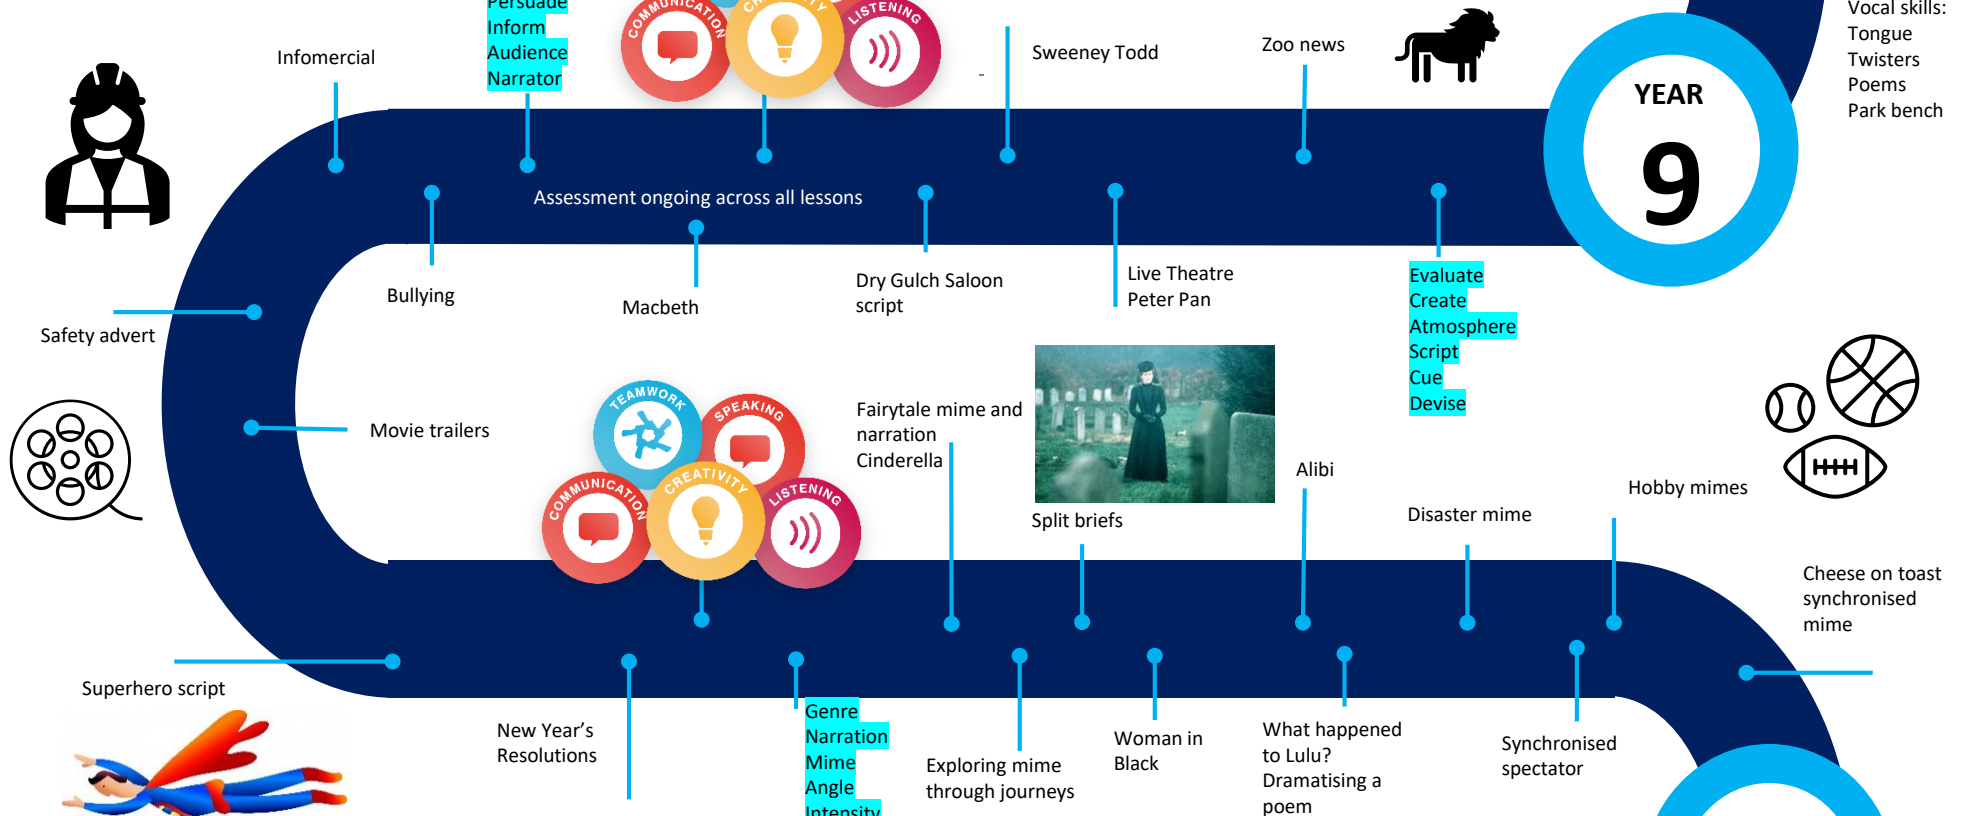 Persuade
Inform
Audience
Narrator
COMMUNICATION
CREATIVITY
LISTENING
Infomercial
Sweeney Todd
Zoo news
Vocal skills:
Tongue
Twisters
Poems
Park bench
YEAR
9
Assessment ongoing across all lessons
Bullying
Macbeth
Dry Gulch Saloon
script
Live Theatre
Peter Pan
Evaluate
Create
Atmosphere
Script
Cue
Devise
Safety advert
Movie trailers
TEAMWORK
SPEAKING
COMMUNICATION
CREATIVITY
LISTENING
Fairytale mime and
narration
Cinderella
Split briefs
Alibi
Disaster mime
Hobby mimes
Cheese on toast
synchronised
mime
Superhero script
New Year’s
Resolutions
Genre
Narration
Mime
Angle
Intensity
Exploring mime
through journeys
Woman in
Black
What happened
to Lulu?
Dramatising a
poem
Synchronised
spectator